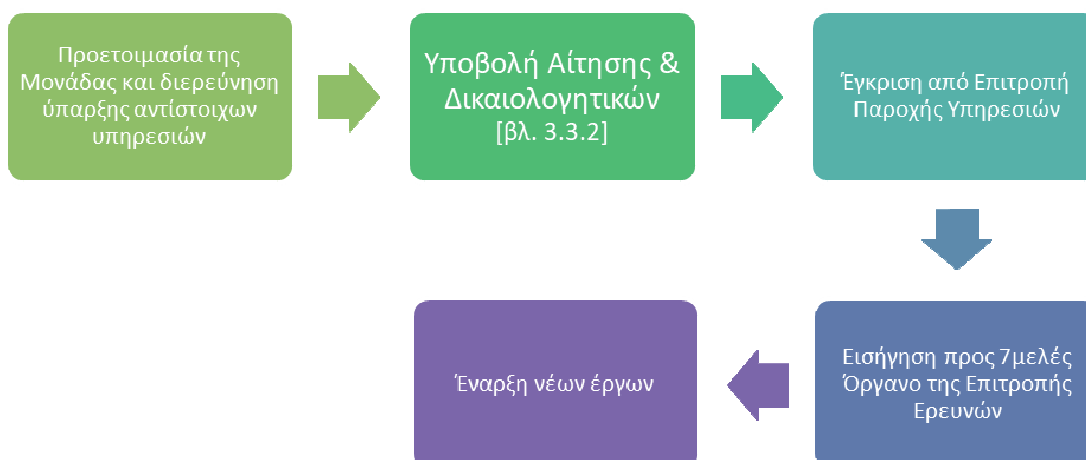 Προετοιμασία της
Μονάδας και διερεύνηση
ύπαρξης αντίστοιχων
υπηρεσιών
Υποβολή Αίτησης &
Δικαιολογητικών
[βλ. 3.3.2]
Έγκριση από Επιτροπή
Παροχής Υπηρεσιών
Εισήγηση προς 7μελές
Όργανο της Επιτροπής
Ερευνών
Έναρξη νέων έργων